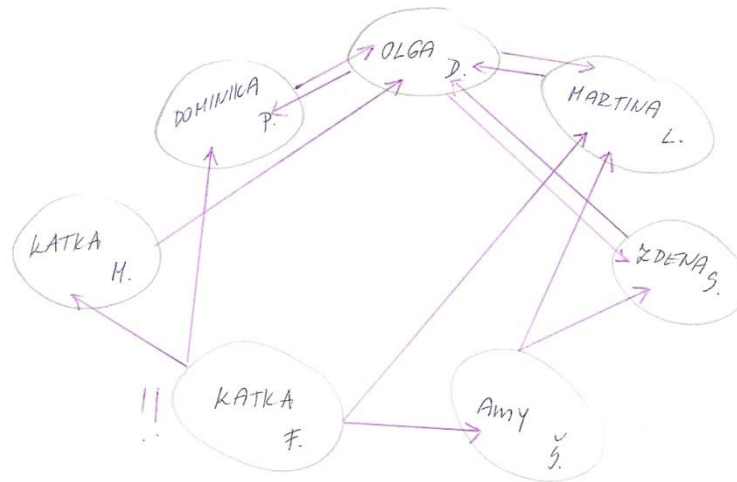 OLGA
D.
DOMINIKA
P.
MARTINA
L.
KATKA
M.
ZDENA
S.
!!
KATKA
F.
AMY
Š.